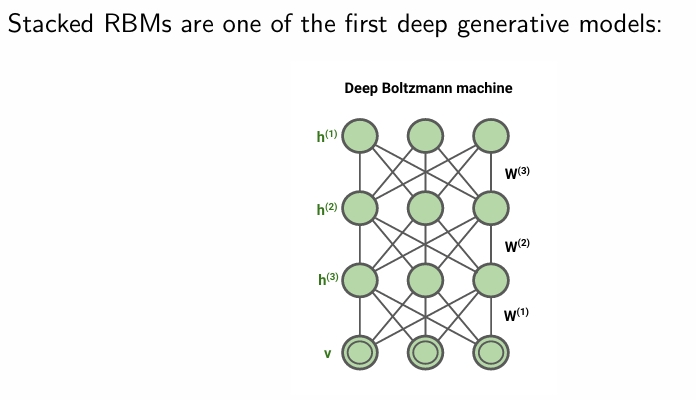 Stacked RBMs are one of the first deep generative models:
Deep Boltzmann machine
h(1)
W(3)
h(2)
W(2)
h(3)
W(1)
v